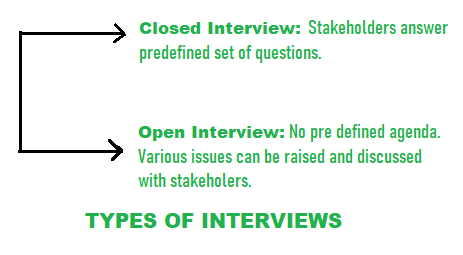 Closed Interview: Stakeholders answer
predefined set of questions.
Open Interview: No pre defined agenda.
Various issues can be raised and discussed
with stakeholers.
TYPES OF INTERVIEWS